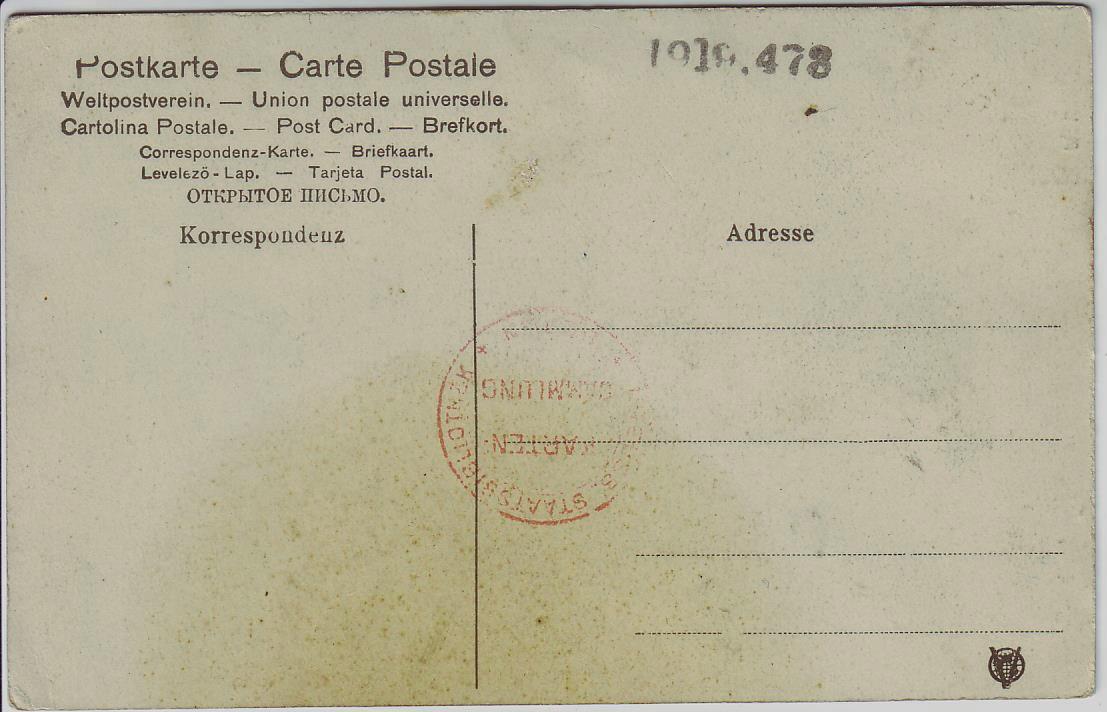 Postkarte — Carte Postale
1919.478
Weltpostverein. — Union postale universelle.
Cartolina Postale. — Post Card. — Brefkort.
Correspondenz-Karte. — Briefkaart.
Levelező-Lap. — Tarjeta Postal.
ОТКРЫТОЕ ПИСЬМО.
Korrespondenz
Adresse
STAATSBIBLIOTHEK
KARTEN-
SAMMLUNG